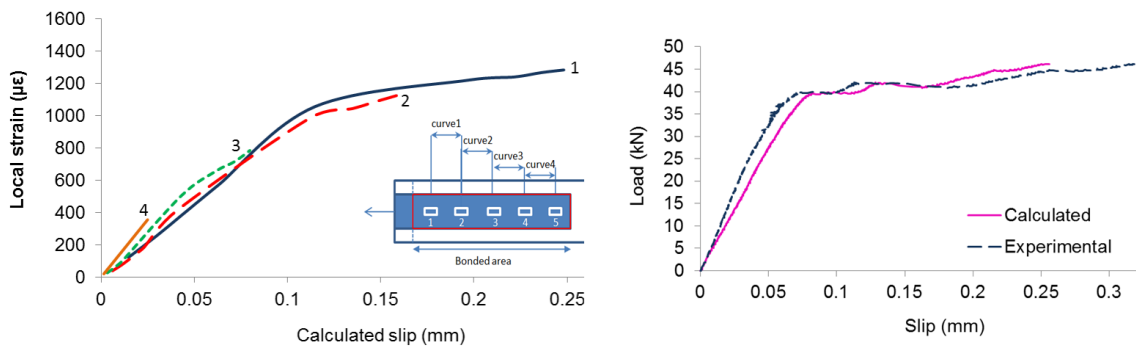 Local strain (με)
1600
1400
1200
1000
800
600
400
200
0
0
0.05
0.1
0.15
0.2
0.25
Calculated slip (mm)
1
2
3
4
curve1
curve2
curve3
curve4
1 2 3 4 5
Bonded area
Load (kN)
50
45
40
35
30
25
20
15
10
5
0
0 0.05 0.1 0.15 0.2 0.25 0.3
Slip (mm)
Calculated
Experimental